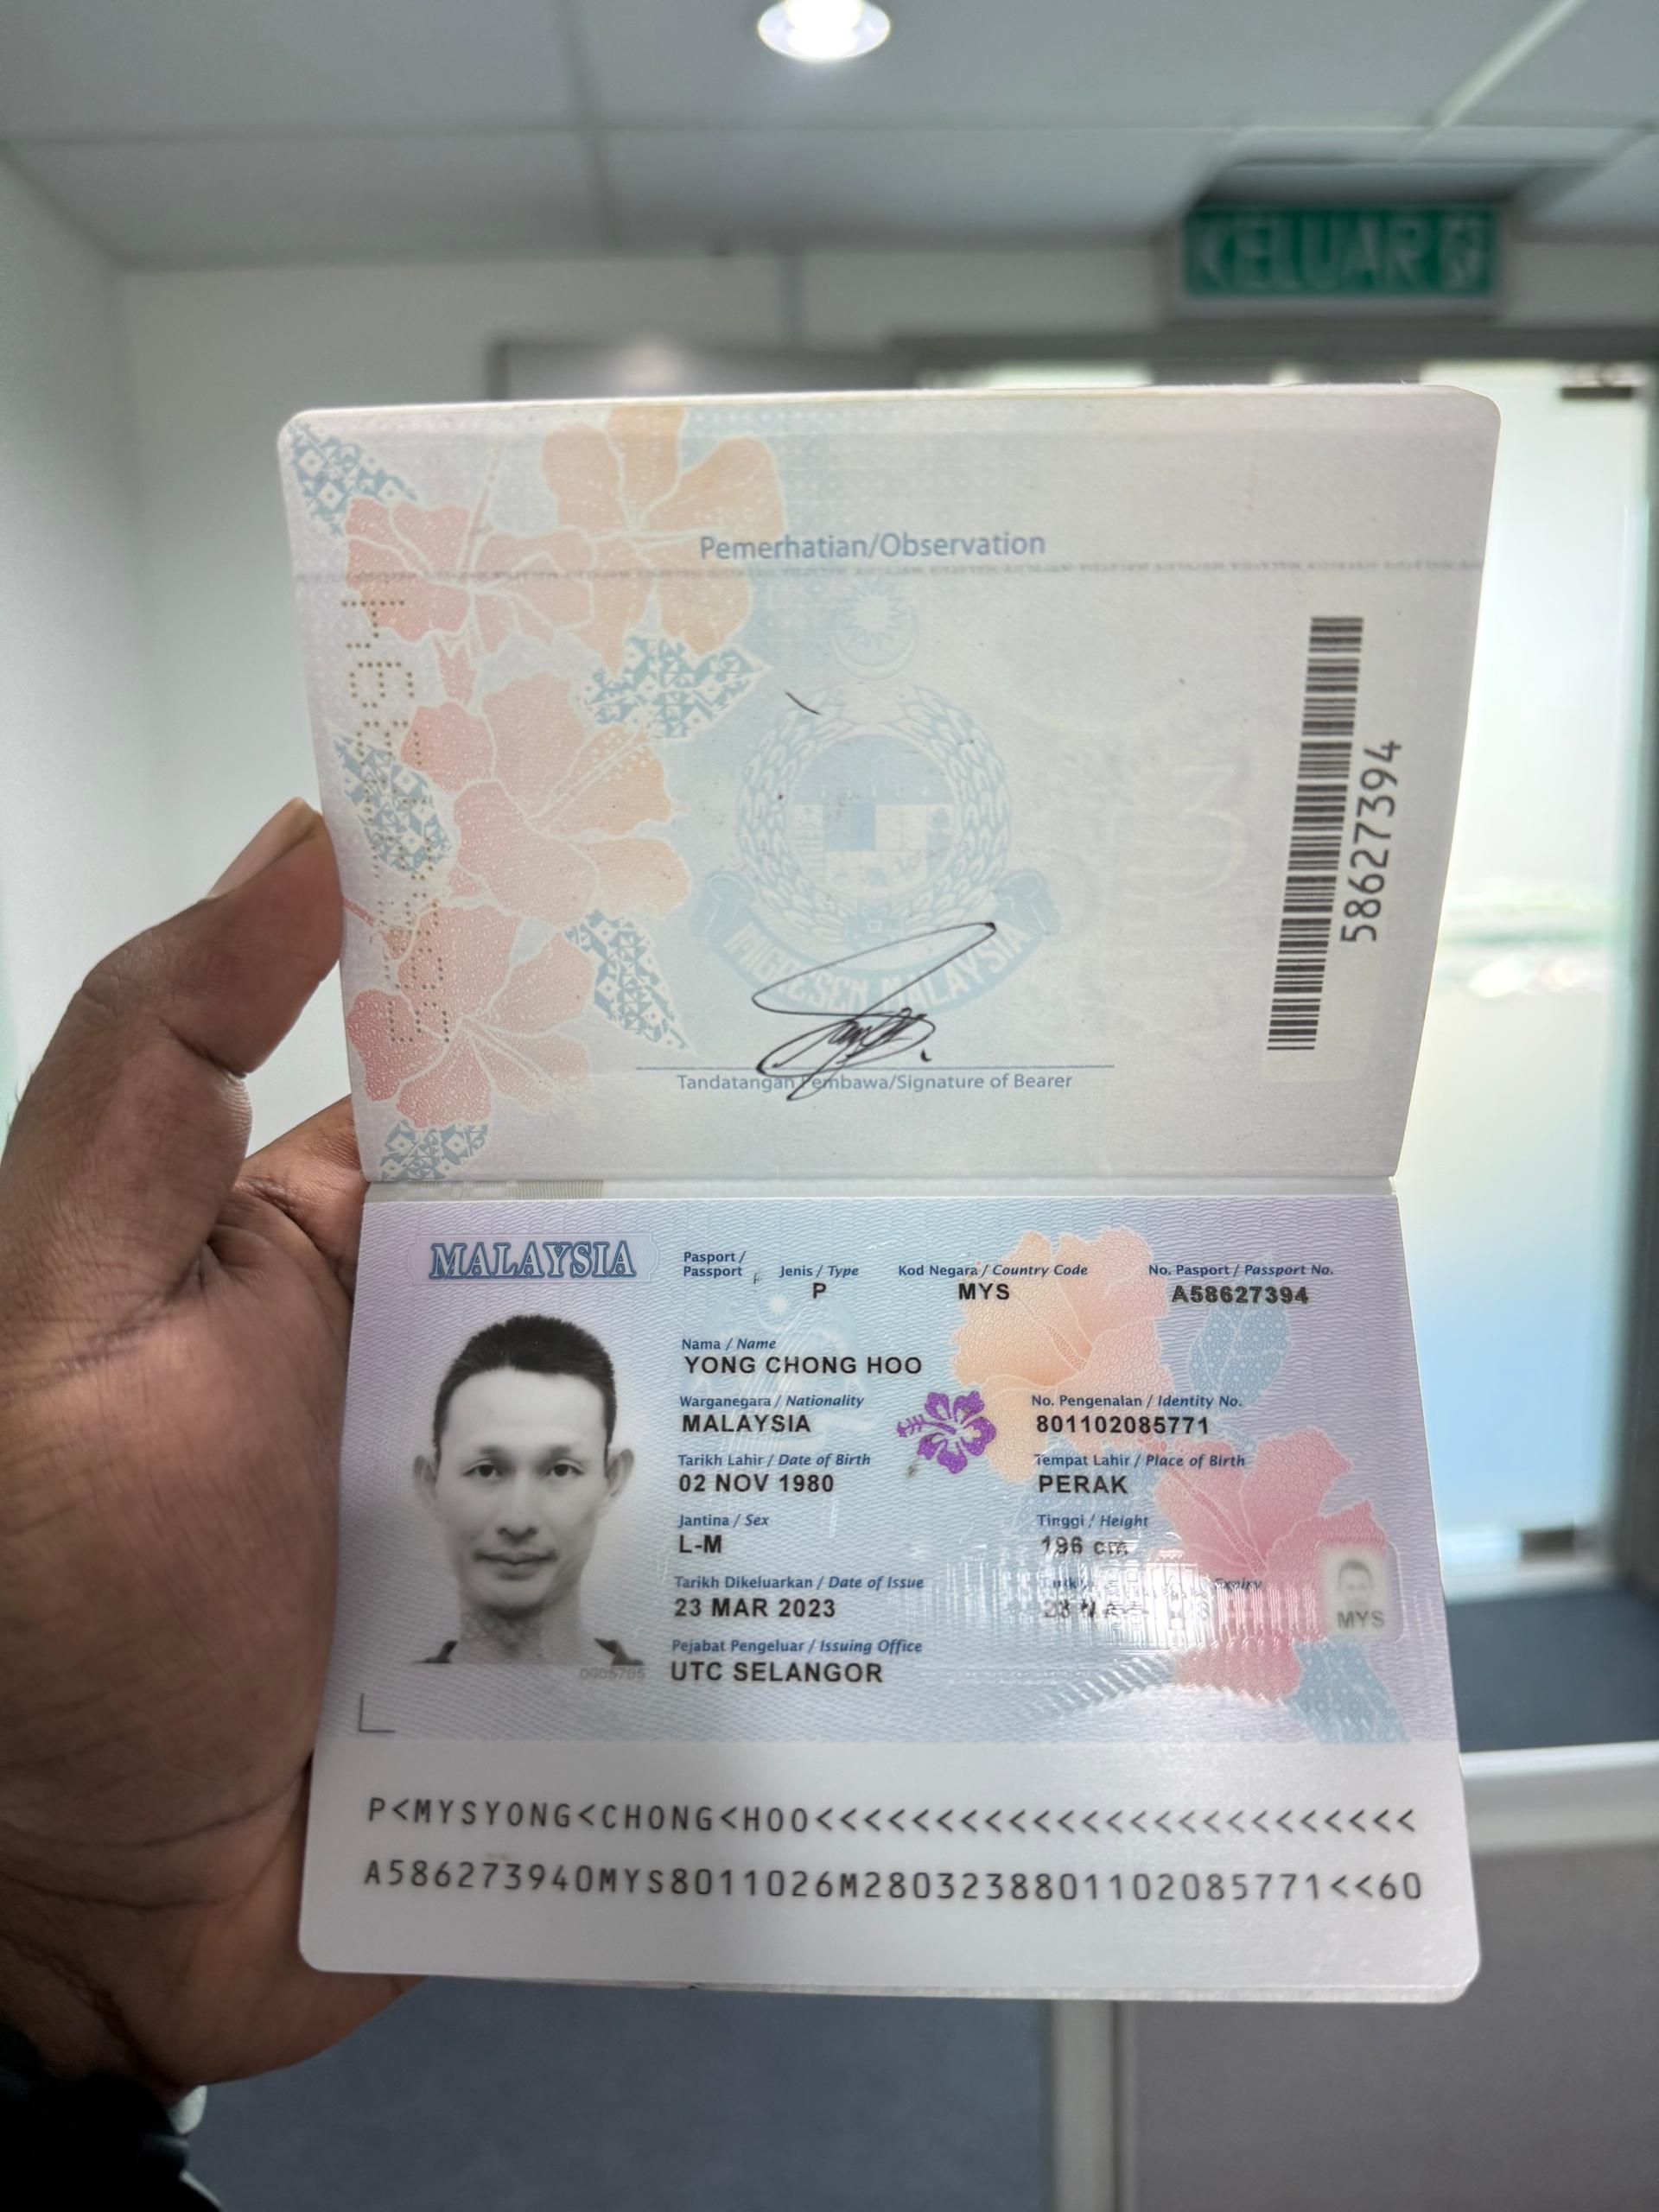 KELUAR
Pemerhatian/Observation
58627394
PAGKESEN MALAYSIA
Tandatangan Pembawa/Signature of Bearer
MALAYSIA
Pasport / Passport
Jenis / Type
Kod Negara / Country Code
No. Pasport / Passport No.
P
MYS
A58627394
Nama / Name
YONG CHONG HOO
Warganegara / Nationality
No. Pengenalan / Identity No.
MALAYSIA
801102085771
Tarikh Lahir / Date of Birth
Tempat Lahir / Place of Birth
02 NOV 1980
PERAK
Jantina / Sex
Tinggi / Height
L-M
196 cm
Tarikh Dikeluarkan / Date of Issue
Expiry
23 MAR 2023
23
MYS
Pejabat Pengeluar / Issuing Office
UTC SELANGOR
P<MYSYONG<CHONG<HOO<<<<<<<<<<<<<<<<<<<<<<<<<
A586273940MYS8011026M2803238801102085771<<60